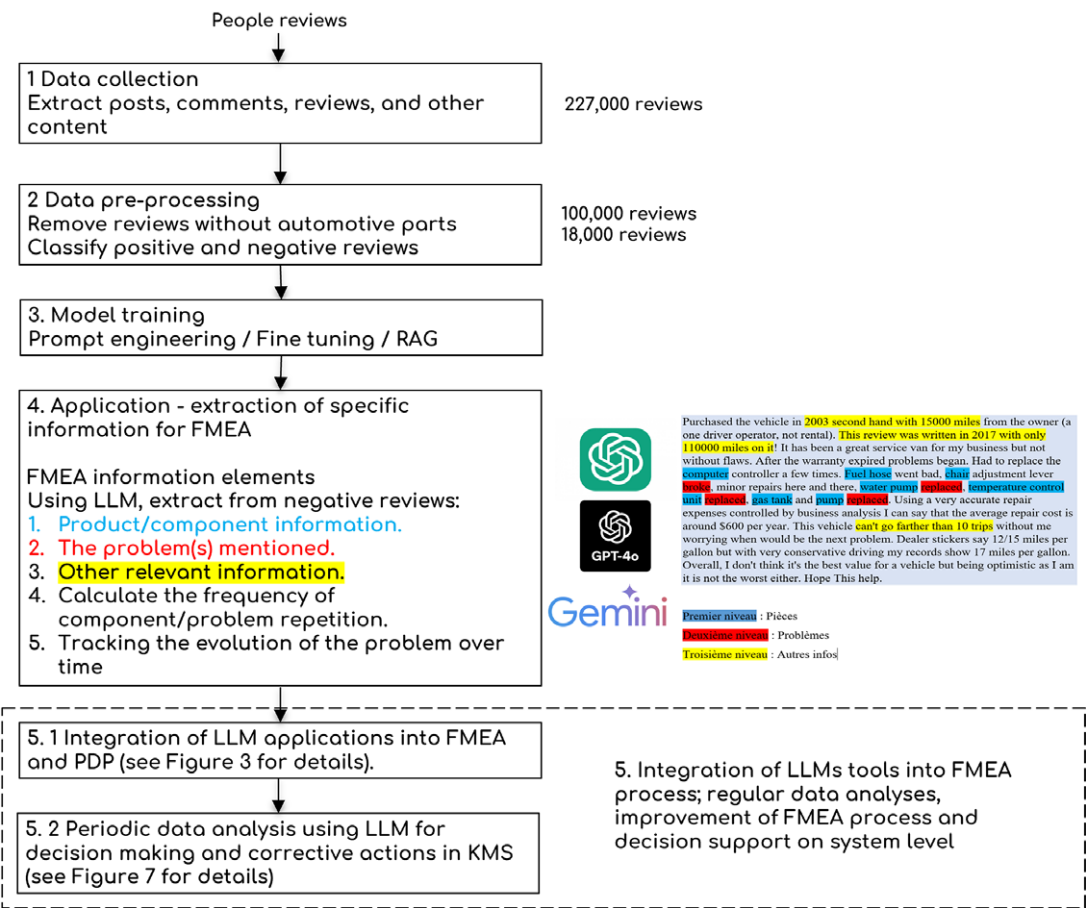 People reviews
1 Data collection
Extract posts, comments, reviews, and other
content
227,000 reviews
2 Data pre-processing
Remove reviews without automotive parts
Classify positive and negative reviews
100,000 reviews
18,000 reviews
3. Model training
Prompt engineering / Fine tuning / RAG
4. Application - extraction of specific
information for FMEA
FMEA information elements
Using LLM, extract from negative reviews:
1. Product/component information.
2. The problem(s) mentioned.
3. Other relevant information.
4. Calculate the frequency of
component/problem repetition.
5. Tracking the evolution of the problem over
time
GPT-4o
Gemini
Purchased the vehicle in 2003 second hand with 15000 miles from the owner (a
one driver operator, not rental). This review was written in 2017 with only
110000 miles on it! It has been a great service van for my business but not
without flaws. After the warranty expired problems began. Had to replace the
computer controller a few times. Fuel hose went bad, chair adjustment lever
broke, minor repairs here and there, water pump replaced, temperature control
unit replaced, gas tank and pump replaced. Using a very accurate repair
expenses controlled by business analysis I can say that the average repair cost is
around $600 per year. This vehicle can't go farther than 10 trips without me
worrying when would be the next problem. Dealer stickers say 12/15 miles per
gallon but with very conservative driving my records show 17 miles per gallon.
Overall, I don't think it's the best value for a vehicle but being optimistic as I am
it is not the worst either. Hope This help.
Premier niveau : Pièces
Deuxième niveau : Problèmes
Troisième niveau : Autres infos
5. 1 Integration of LLM applications into FMEA
and PDP (see Figure 3 for details).
5. 2 Periodic data analysis using LLM for
decision making and corrective actions in KMS
(see Figure 7 for details)
5. Integration of LLMs tools into FMEA
process; regular data analyses,
improvement of FMEA process and
decision support on system level